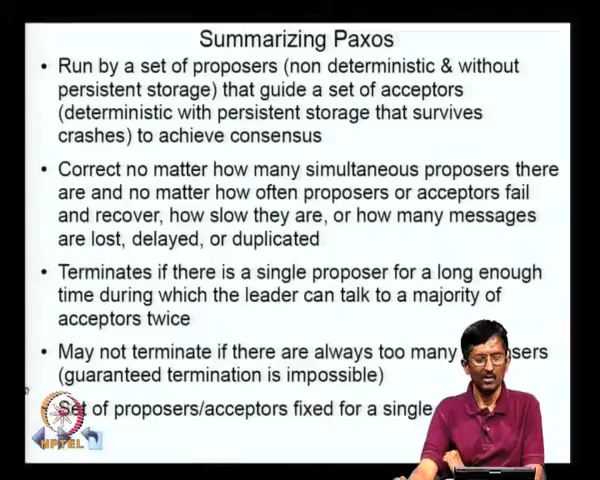 Summarizing Paxos
• Run by a set of proposers (non deterministic & without
persistent storage) that guide a set of acceptors
(deterministic with persistent storage that survives
crashes) to achieve consensus
• Correct no matter how many simultaneous proposers there
are and no matter how often proposers or acceptors fail
and recover, how slow they are, or how many messages
are lost, delayed, or duplicated
• Terminates if there is a single proposer for a long enough
time during which the leader can talk to a majority of
acceptors twice
• May not terminate if there are always too many
(guaranteed termination is impossible)
Set of proposers/acceptors fixed for a single
NPTEL